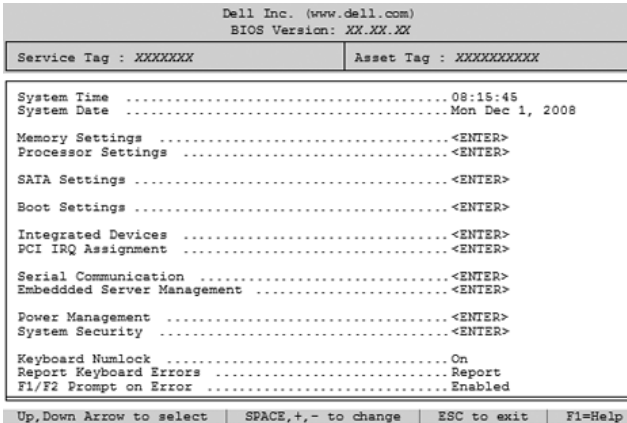 Dell Inc. (www.dell.com)
BIOS Version: XX.XX.XX
Service Tag : XXXXXXX
Asset Tag : XXXXXXXXXX
System Time ........................................ 08:15:45
System Date ........................................ Mon Dec 1, 2008
Memory Settings .................................... <ENTER>
Processor Settings ................................. <ENTER>
SATA Settings ...................................... <ENTER>
Boot Settings ...................................... <ENTER>
Integrated Devices ................................. <ENTER>
PCI IRQ Assignment ................................. <ENTER>
Serial Communication ............................... <ENTER>
Embeddded Server Management ........................ <ENTER>
Power Management ................................... <ENTER>
System Security .................................... <ENTER>
Keyboard Numlock ................................... On
Report Keyboard Errors ............................. Report
F1/F2 Prompt on Error .............................. Enabled
Up,Down Arrow to select | SPACE,+,- to change | ESC to exit | F1=Help